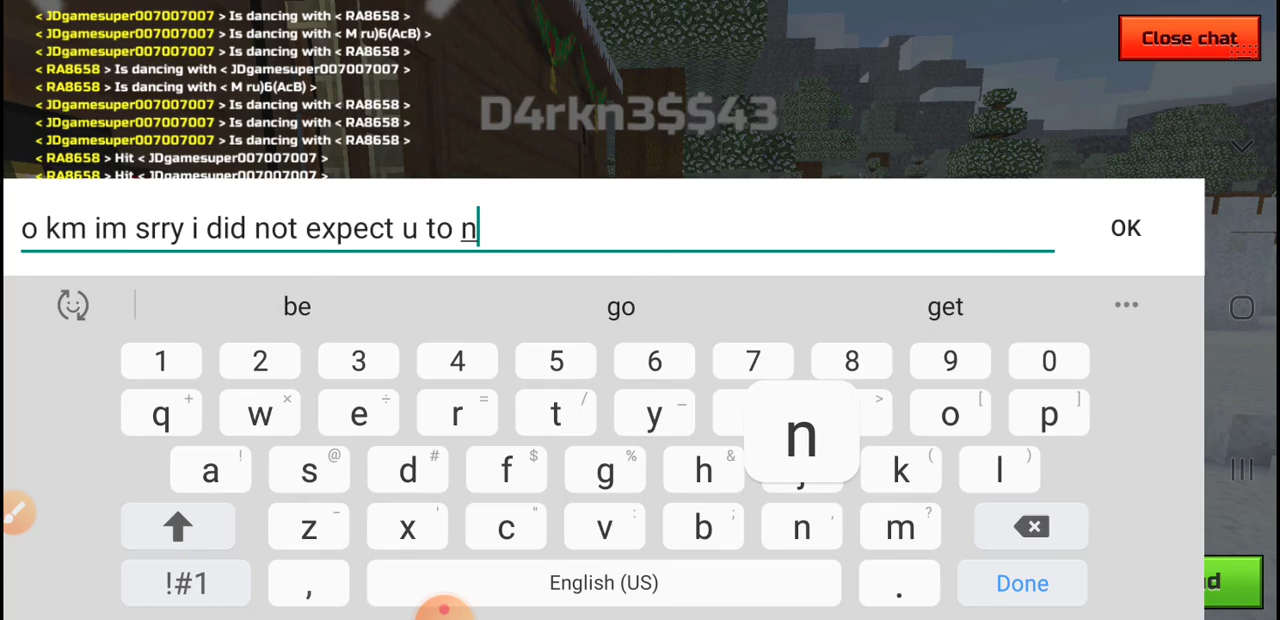 < JDgamesuper007007007 > Is dancing with < RA8658 >
< JDgamesuper007007007 > Is dancing with < M ru)6(AcB) >
< JDgamesuper007007007 > Is dancing with < RA8658 >
< RA8658 > Is dancing with < JDgamesuper007007007 >
< RA8658 > Is dancing with < M ru)6(AcB) >
< JDgamesuper007007007 > Is dancing with < RA8658 >
< JDgamesuper007007007 > Is dancing with < RA8658 >
< JDgamesuper007007007 > Is dancing with < RA8658 >
< RA8658 > Hit < JDgamesuper007007007 >
< RA8658 > Hit < JDgamesuper007007007 >
Close chat
D4rkn3$$43
o km im srry i did not expect u to n
OK
be go get •••
1 2 3 4 5 6 7 8 9 0
q + w × e ÷ r = t / y _ > o [ p ]
n
a ! s @ d # f $ g % h & k ( l )
z - x ' c " v : b ; n , m ?
!#1 , English (US) . Done